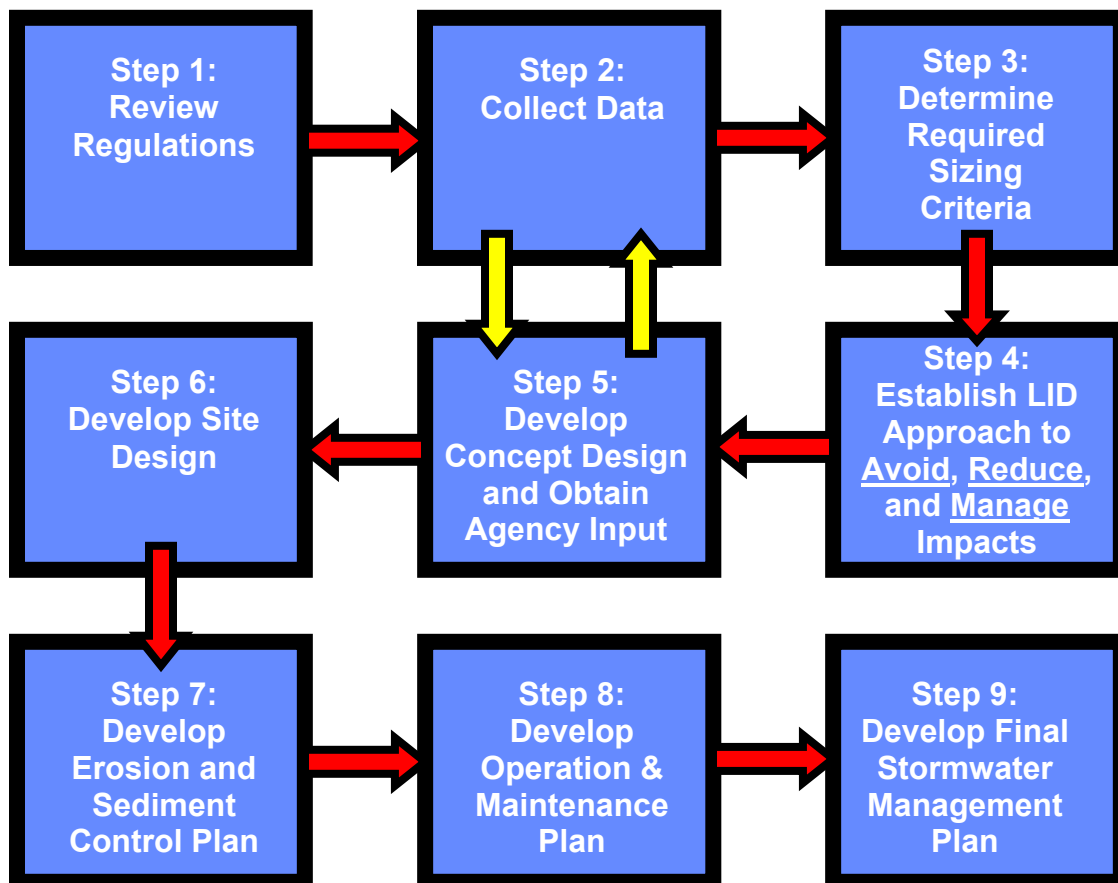 Step 1:
Review
Regulations
Step 2:
Collect Data
Step 3:
Determine
Required
Sizing
Criteria
Step 4:
Establish LID
Approach to
Avoid, Reduce,
and Manage
Impacts
Step 5:
Develop
Concept Design
and Obtain
Agency Input
Step 6:
Develop Site
Design
Step 7:
Develop
Erosion and
Sediment
Control Plan
Step 8:
Develop
Operation &
Maintenance
Plan
Step 9:
Develop Final
Stormwater
Management
Plan